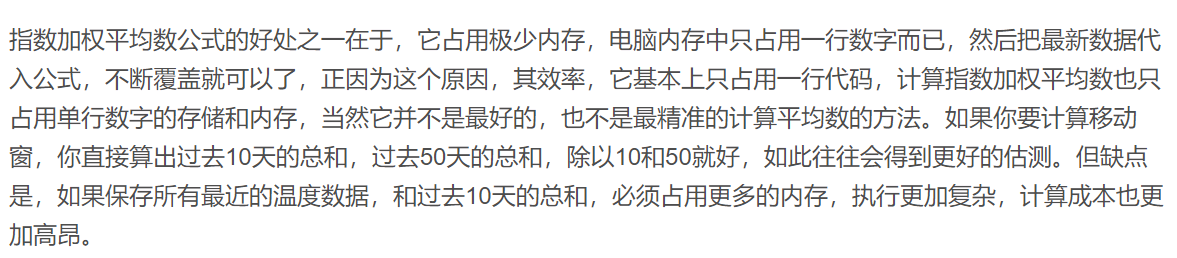 指数加权平均数公式的好处之一在于，它占用极少内存，电脑内存中只占用一行数字而已，然后把最新数据代
入公式，不断覆盖就可以了，正因为这个原因，其效率，它基本上只占用一行代码，计算指数加权平均数也只
占用单行数字的存储和内存，当然它并不是最好的，也不是最精准的计算平均数的方法。如果你要计算移动
窗，你直接算出过去10天的总和，过去50天的总和，除以10和50就好，如此往往会得到更好的估测。但缺点
是，如果保存所有最近的温度数据，和过去10天的总和，必须占用更多的内存，执行更加复杂，计算成本也更
加高昂。